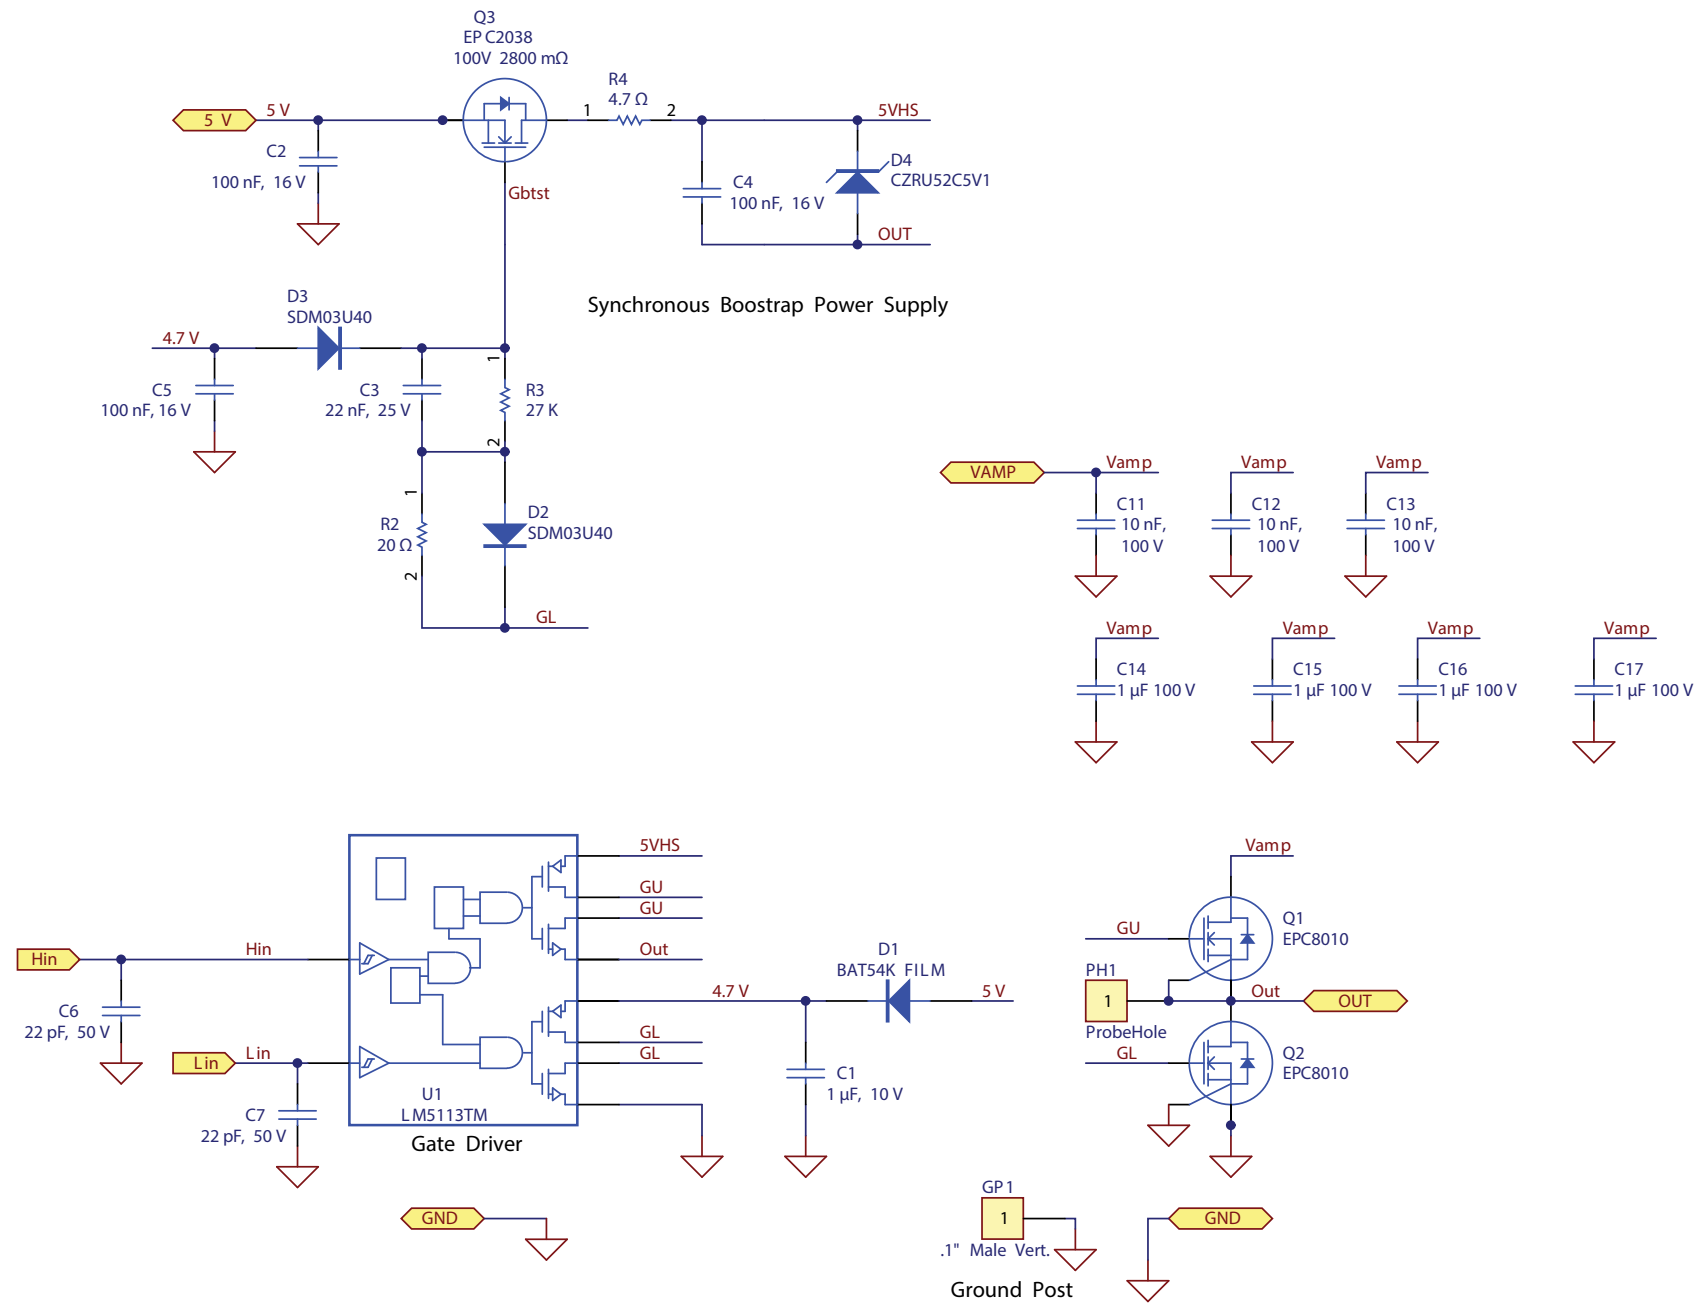 Q3
EPC2038
100V 2800 mΩ
5 V
5 V
C2
100 nF, 16 V
Gbtst
1
R4
4.7 Ω
2
5VHS
C4
100 nF, 16 V
D4
CZRU52C5V1
OUT
Synchronous Boostrap Power Supply
D3
SDM03U40
4.7 V
C5
100 nF, 16 V
C3
22 nF, 25 V
1
R3
27 K
2
1
R2
20 Ω
2
D2
SDM03U40
GL
VAMP
Vamp
C11
10 nF,
100 V
Vamp
C12
10 nF,
100 V
Vamp
C13
10 nF,
100 V
Vamp
C14
1 µF 100 V
Vamp
C15
1 µF 100 V
Vamp
C16
1 µF 100 V
Vamp
C17
1 µF 100 V
Hin
Hin
C6
22 pF, 50 V
Lin
Lin
C7
22 pF, 50 V
U1
LM5113TM
Gate Driver
5VHS
GU
GU
Out
4.7 V
GL
GL
D1
BAT54K FILM
5 V
C1
1 µF, 10 V
Vamp
GU
Q1
EPC8010
PH1
1
ProbeHole
Out
OUT
GL
Q2
EPC8010
GND
GP1
1
.1" Male Vert.
Ground Post
GND